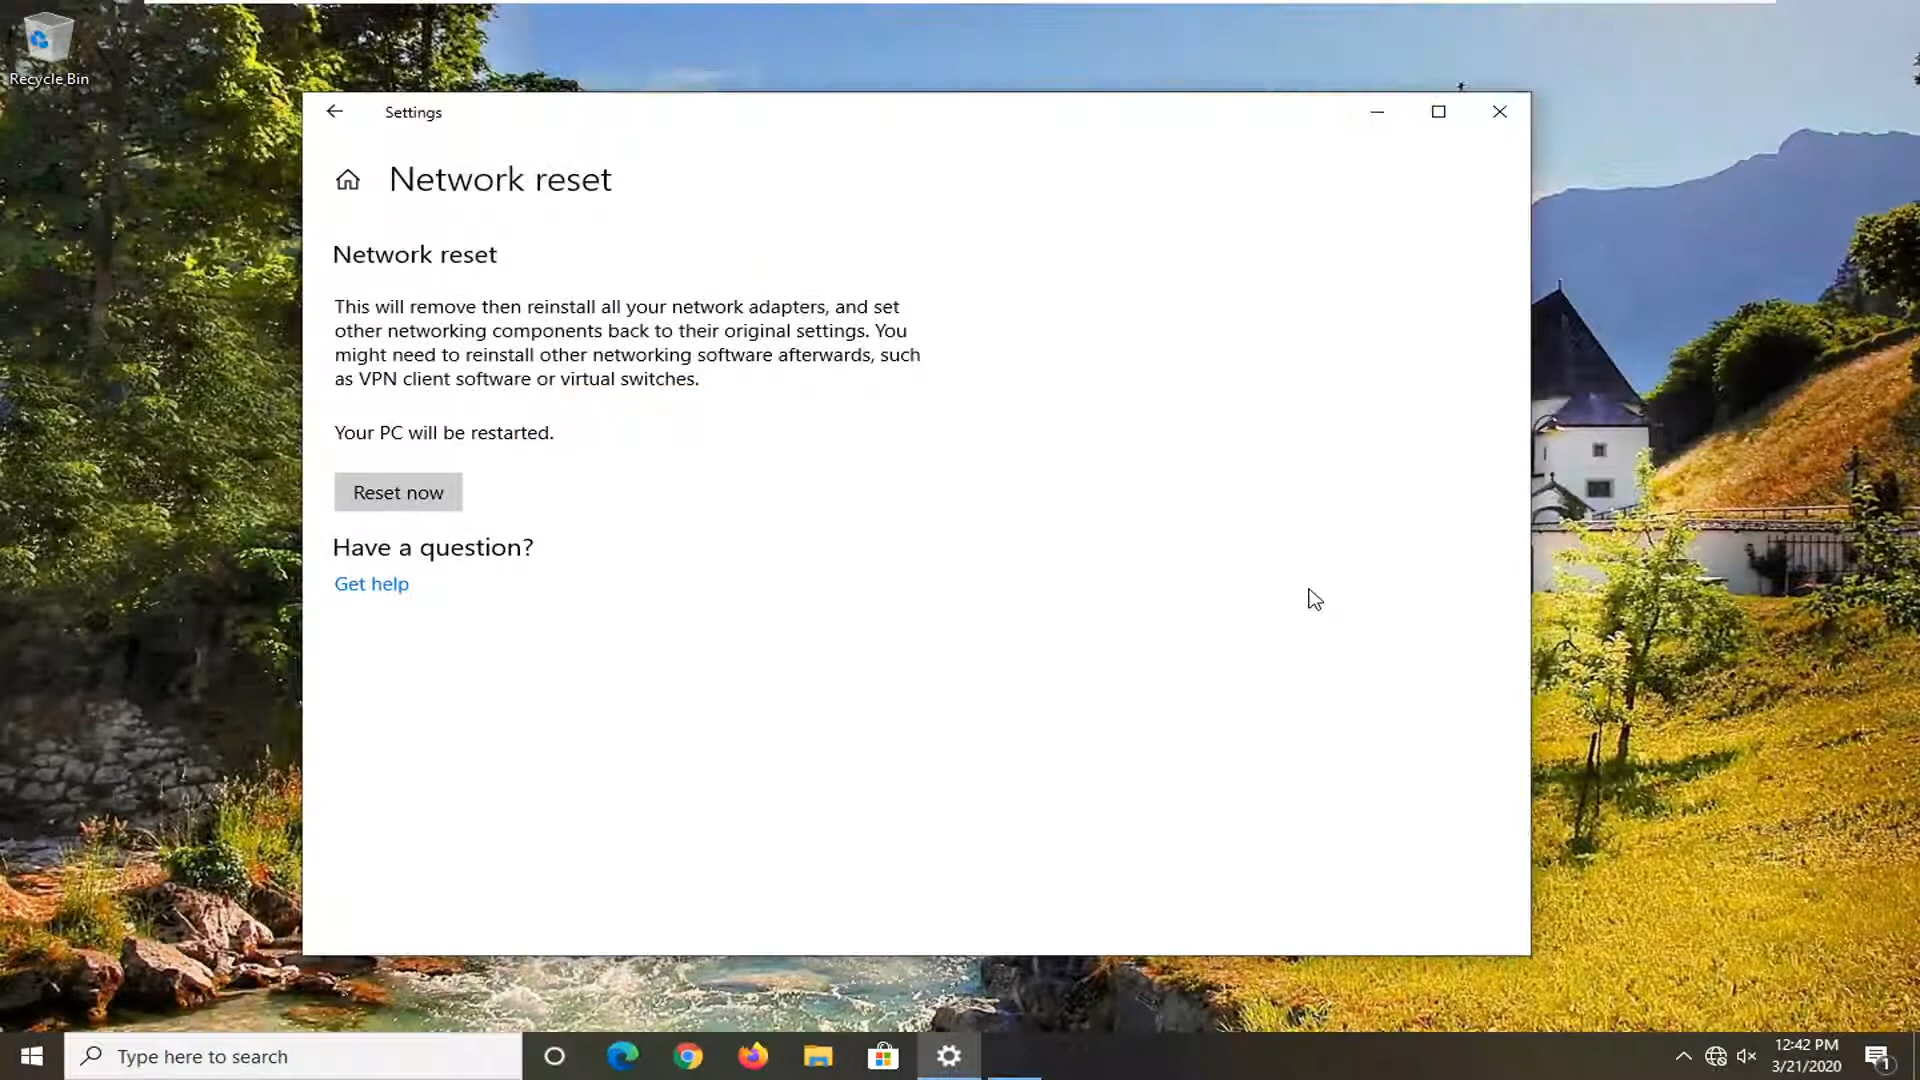 Recycle Bin
Settings
Network reset
Network reset
This will remove then reinstall all your network adapters, and set
other networking components back to their original settings. You
might need to reinstall other networking software afterwards, such
as VPN client software or virtual switches.
Your PC will be restarted.
Reset now
Have a question?
Get help
Type here to search
12:42 PM
3/21/2020
1